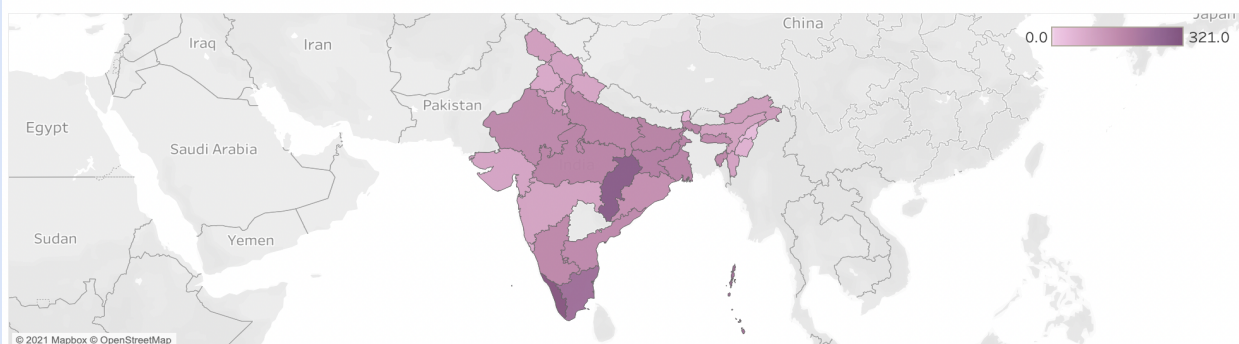 Japan
China
0.0 321.0
Iraq
Iran
Pakistan
Egypt
Saudi Arabia
Sudan
Yemen
© 2021 Mapbox © OpenStreetMap